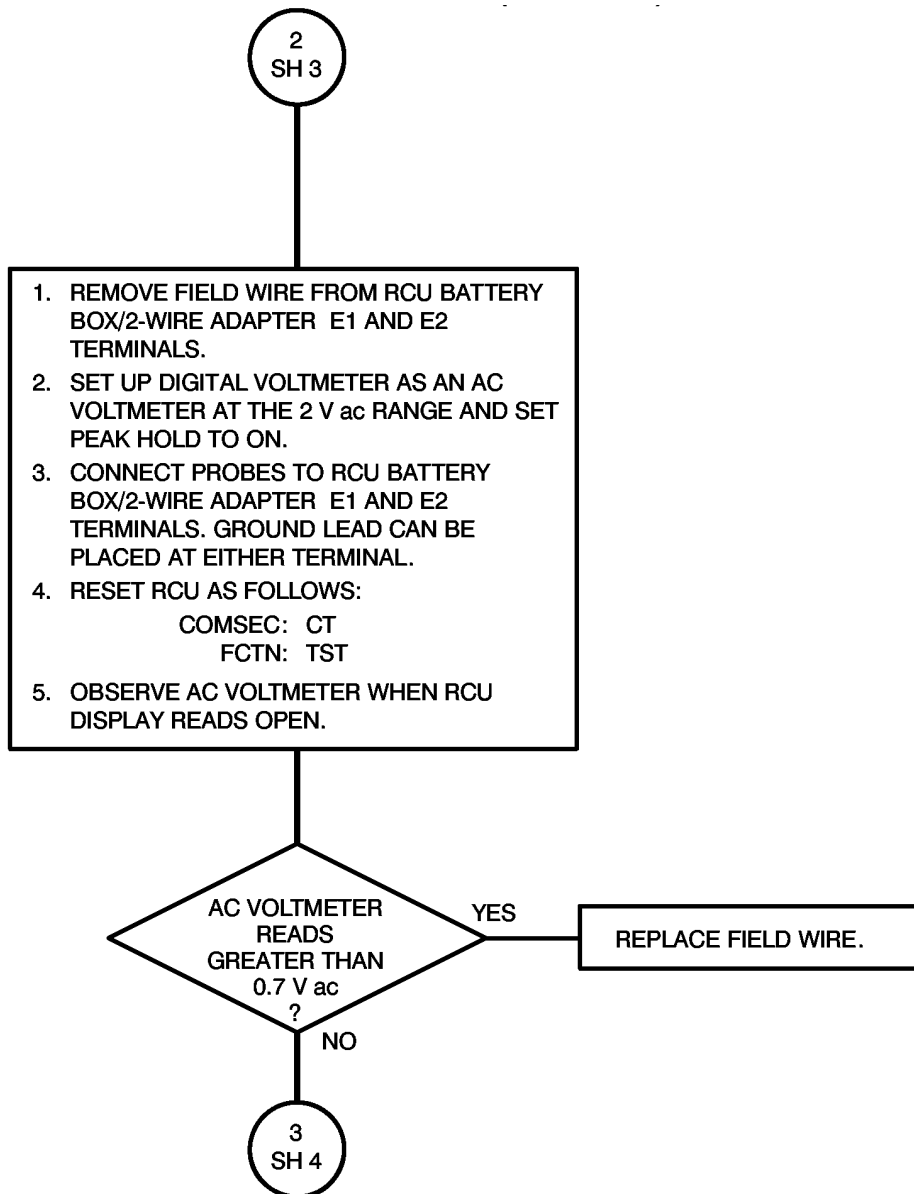 2
SH 3
1. REMOVE FIELD WIRE FROM RCU BATTERY
BOX/2-WIRE ADAPTER E1 AND E2
TERMINALS.
2. SET UP DIGITAL VOLTMETER AS AN AC
VOLTMETER AT THE 2 V ac RANGE AND SET
PEAK HOLD TO ON.
3. CONNECT PROBES TO RCU BATTERY
BOX/2-WIRE ADAPTER E1 AND E2
TERMINALS. GROUND LEAD CAN BE
PLACED AT EITHER TERMINAL.
4. RESET RCU AS FOLLOWS:
COMSEC: CT
FCTN: TST
5. OBSERVE AC VOLTMETER WHEN RCU
DISPLAY READS OPEN.
AC VOLTMETER
READS
GREATER THAN
0.7 V ac
?
YES
REPLACE FIELD WIRE.
NO
3
SH 4